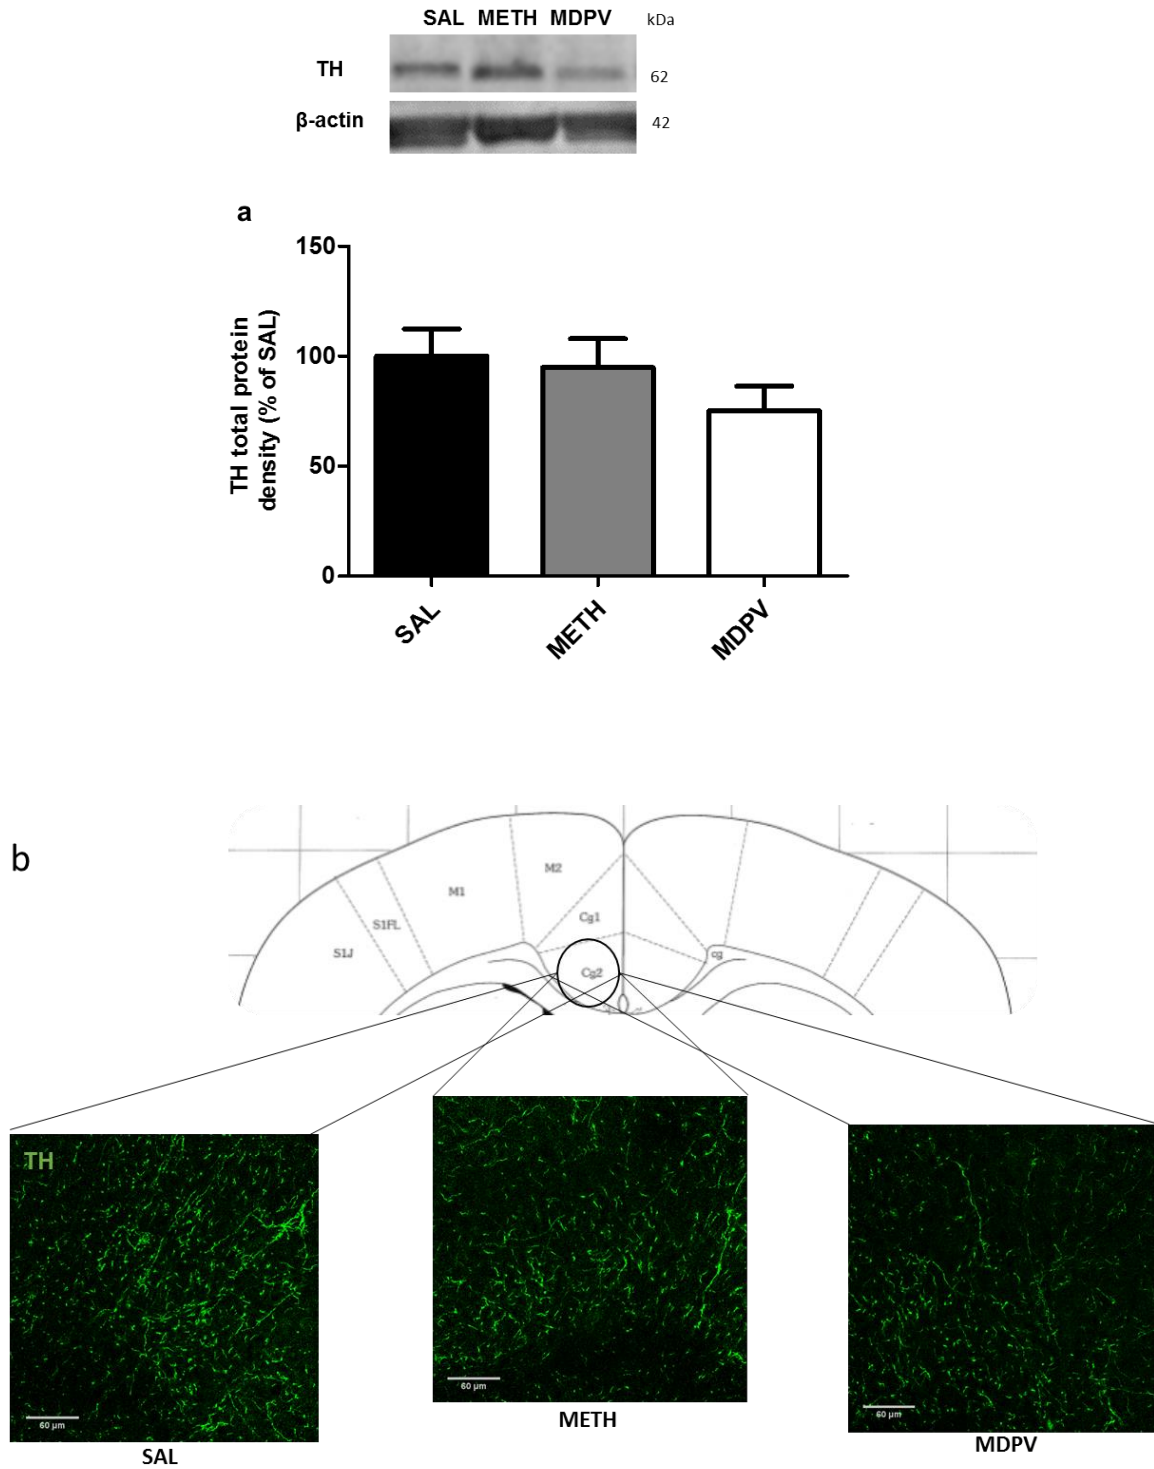 SAL METH MDPV kDa
TH 62
β-actin 42
a
150
100
50
0
TH total protein
density (% of SAL)
SAL METH MDPV
b
M2
M1
Cg1
S1FL
S1J
cg
Cg2
TH
60 µm
60 µm
60 µm
SAL
METH
MDPV